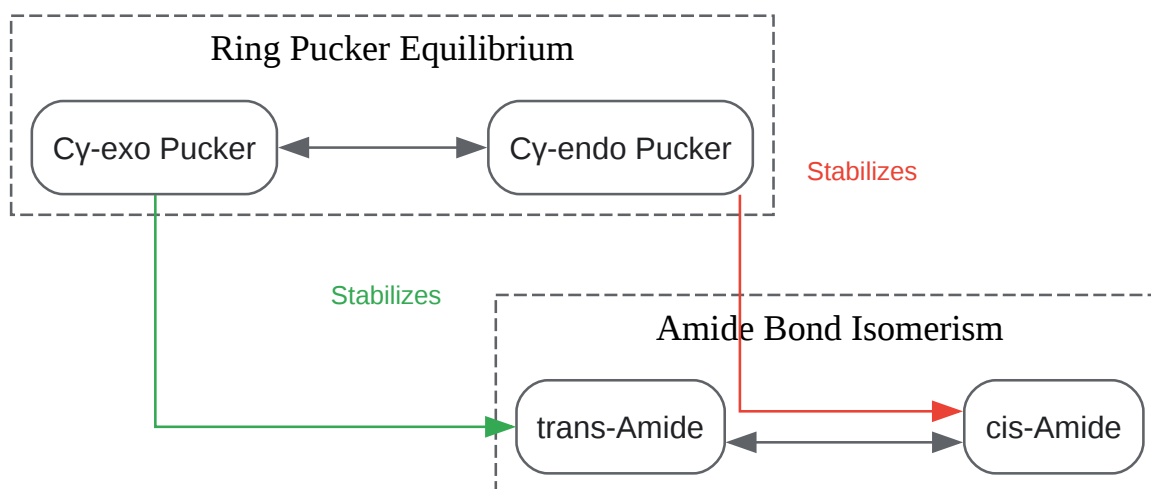 Ring Pucker Equilibrium
Cγ-exo Pucker
Cγ-endo Pucker
Stabilizes
Stabilizes
Amide Bond Isomerism
trans-Amide
cis-Amide